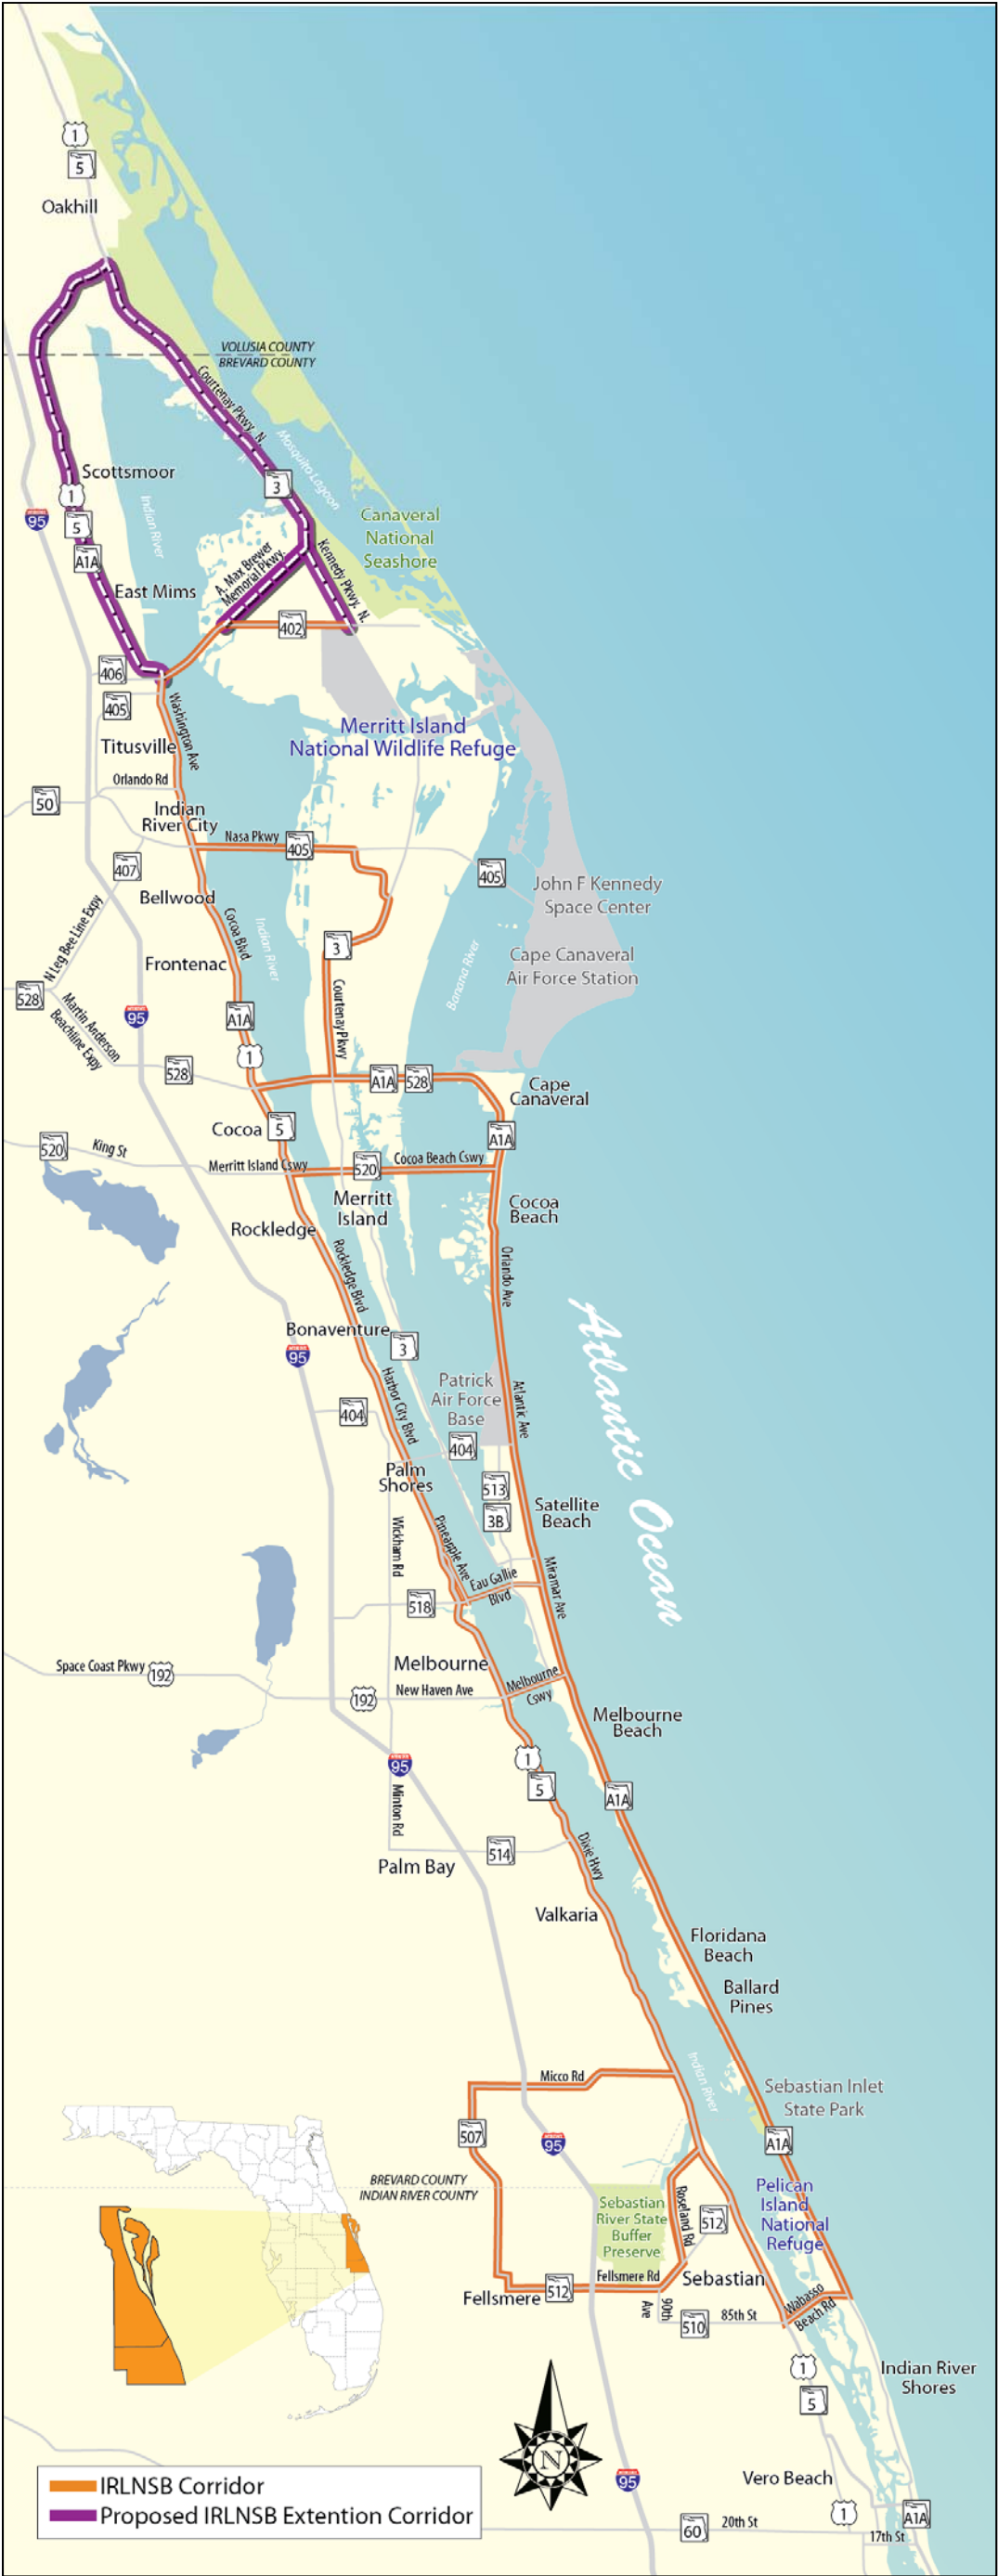 1
5
Oakhill
VOLUSIA COUNTY
BREVARD COUNTY
Courtenay Pkwy. N
Mosquito Lagoon
3
Scottsmoor
1
5
95
A1A
Indian River
Canaveral
National
Seashore
East Mims
A. Max Brewer
Memorial Pkwy.
Kennedy Pkwy. N.
402
406
405
Washington Ave
Titusville
Merritt Island
National Wildlife Refuge
Orlando Rd
50
Indian
River City
Nasa Pkwy
405
407
405
John F Kennedy
Space Center
Bellwood
N Leg Bee Line Expy
Cocoa Blvd
Indian River
Banana River
Frontenac
3
Cape Canaveral
Air Force Station
528
Martin Anderson
Beachline Expy
95
A1A
Courtenay Pkwy
1
528
A1A
528
Cape
Canaveral
Cocoa
5
A1A
520
King St
Merritt Island Cswy
520
Cocoa Beach Cswy
Merritt
Island
Cocoa
Beach
Rockledge
Rockledge Blvd
Orlando Ave
Atlantic Ocean
Bonaventure
3
95
Harbor City Blvd
Patrick
Air Force
Base
Atlantic Ave
404
404
Palm
Shores
513
3B
Satellite
Beach
Wickham Rd
Pineapple Ave
Eau Gallie
Blvd
Miramar Ave
518
Melbourne
Space Coast Pkwy
192
192
New Haven Ave
Melbourne
Cswy
Melbourne
Beach
1
95
5
A1A
Minton Rd
Dixie Hwy
514
Palm Bay
Valkaria
Floridana
Beach
Ballard
Pines
Micco Rd
Indian River
Sebastian Inlet
State Park
507
95
A1A
BREVARD COUNTY
INDIAN RIVER COUNTY
Pelican
Island
National
Refuge
Sebastian
River State
Buffer
Preserve
Roseland Rd
512
Fellsmere Rd
Sebastian
Fellsmere
512
90th
Ave
510
85th St
Wabasso
Beach Rd
1
5
Indian River
Shores
N
95
Vero Beach
1
A1A
60
20th St
17th St
IRLNSB Corridor
Proposed IRLNSB Extention Corridor